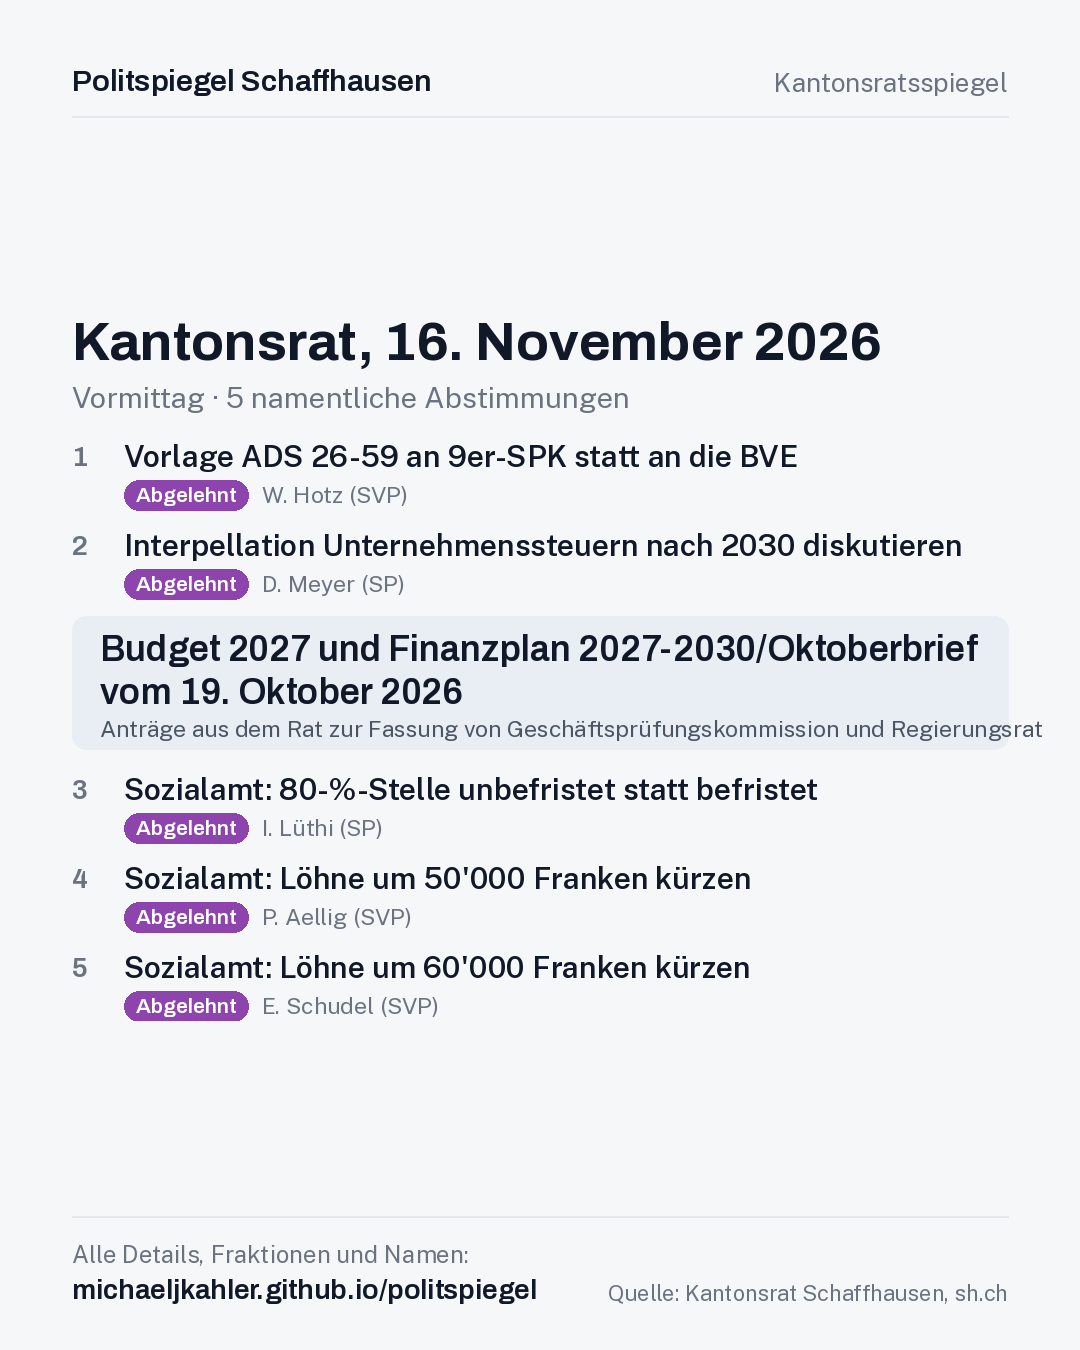 Politspiegel Schaffhausen
Kantonsratsspiegel
Kantonsrat, 16. November 2026
Vormittag · 5 namentliche Abstimmungen
1 Vorlage ADS 26-59 an 9er-SPK statt an die BVE
Abgelehnt W. Hotz (SVP)
2 Interpellation Unternehmenssteuern nach 2030 diskutieren
Abgelehnt D. Meyer (SP)
Budget 2027 und Finanzplan 2027-2030/Oktoberbrief
vom 19. Oktober 2026
Anträge aus dem Rat zur Fassung von Geschäftsprüfungskommission und Regierungsrat
3 Sozialamt: 80-%-Stelle unbefristet statt befristet
Abgelehnt I. Lüthi (SP)
4 Sozialamt: Löhne um 50'000 Franken kürzen
Abgelehnt P. Aellig (SVP)
5 Sozialamt: Löhne um 60'000 Franken kürzen
Abgelehnt E. Schudel (SVP)
Alle Details, Fraktionen und Namen:
michaeljkahler.github.io/politspiegel
Quelle: Kantonsrat Schaffhausen, sh.ch